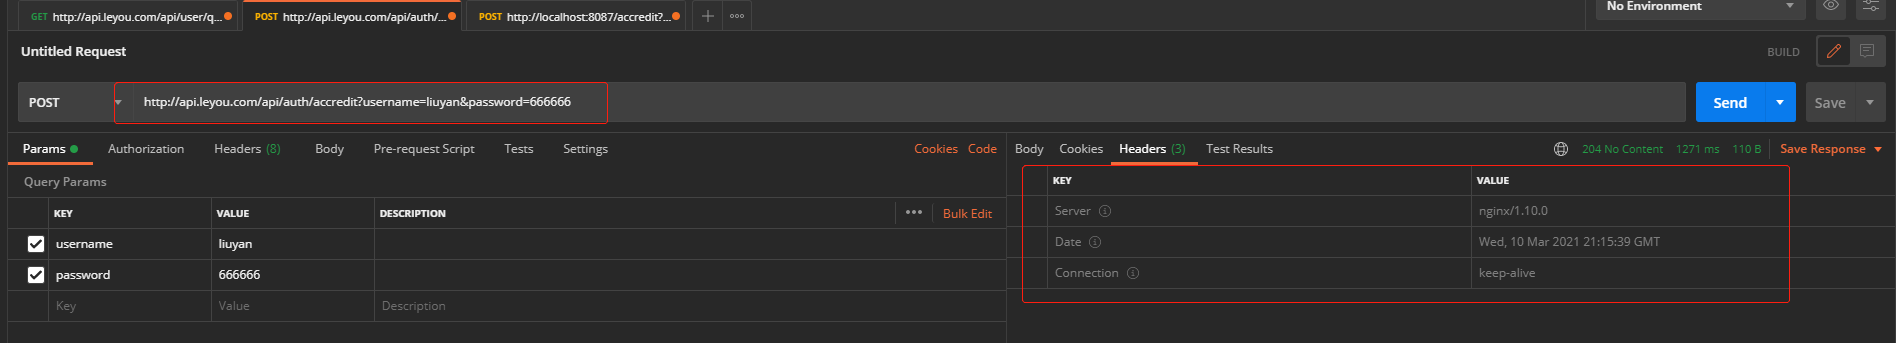 GET http://api.leyou.com/api/user/q... POST http://api.leyou.com/api/auth/... POST http://localhost:8087/accredit?... No Environment
Untitled Request BUILD
POST http://api.leyou.com/api/auth/accredit?username=liuyan&password=666666 Send Save
Params Authorization Headers (8) Body Pre-request Script Tests Settings Cookies Code
Query Params
KEY VALUE DESCRIPTION ••• Bulk Edit
username liuyan
password 666666
Key Value Description
Body Cookies Headers (3) Test Results 204 No Content 1271 ms 110 B Save Response
KEY VALUE
Server nginx/1.10.0
Date Wed, 10 Mar 2021 21:15:39 GMT
Connection keep-alive